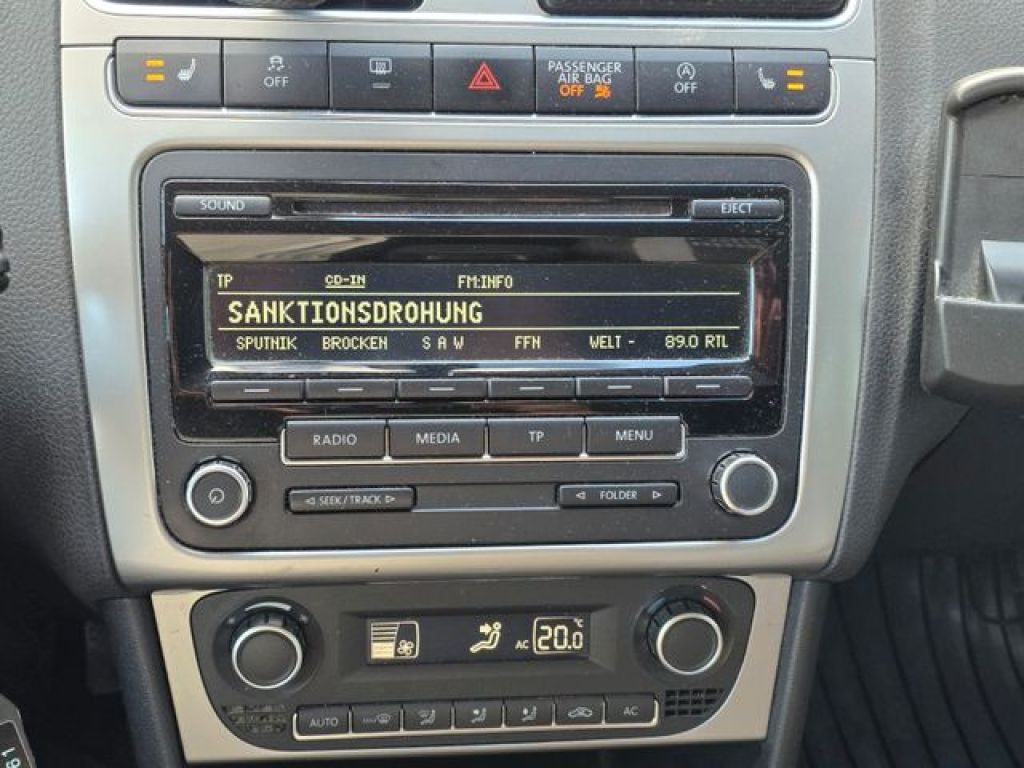 OFF
PASSENGER
AIR BAG
OFF
A
OFF
SOUND
EJECT
TP CD-IN FM:INFO
SANKTIONSDROHUNG
SPUTNIK BROCKEN S A W FFN WELT - 89.0 RTL
RADIO MEDIA TP MENU
SEEK / TRACK FOLDER
AC 20.0 °C
AUTO AC
61